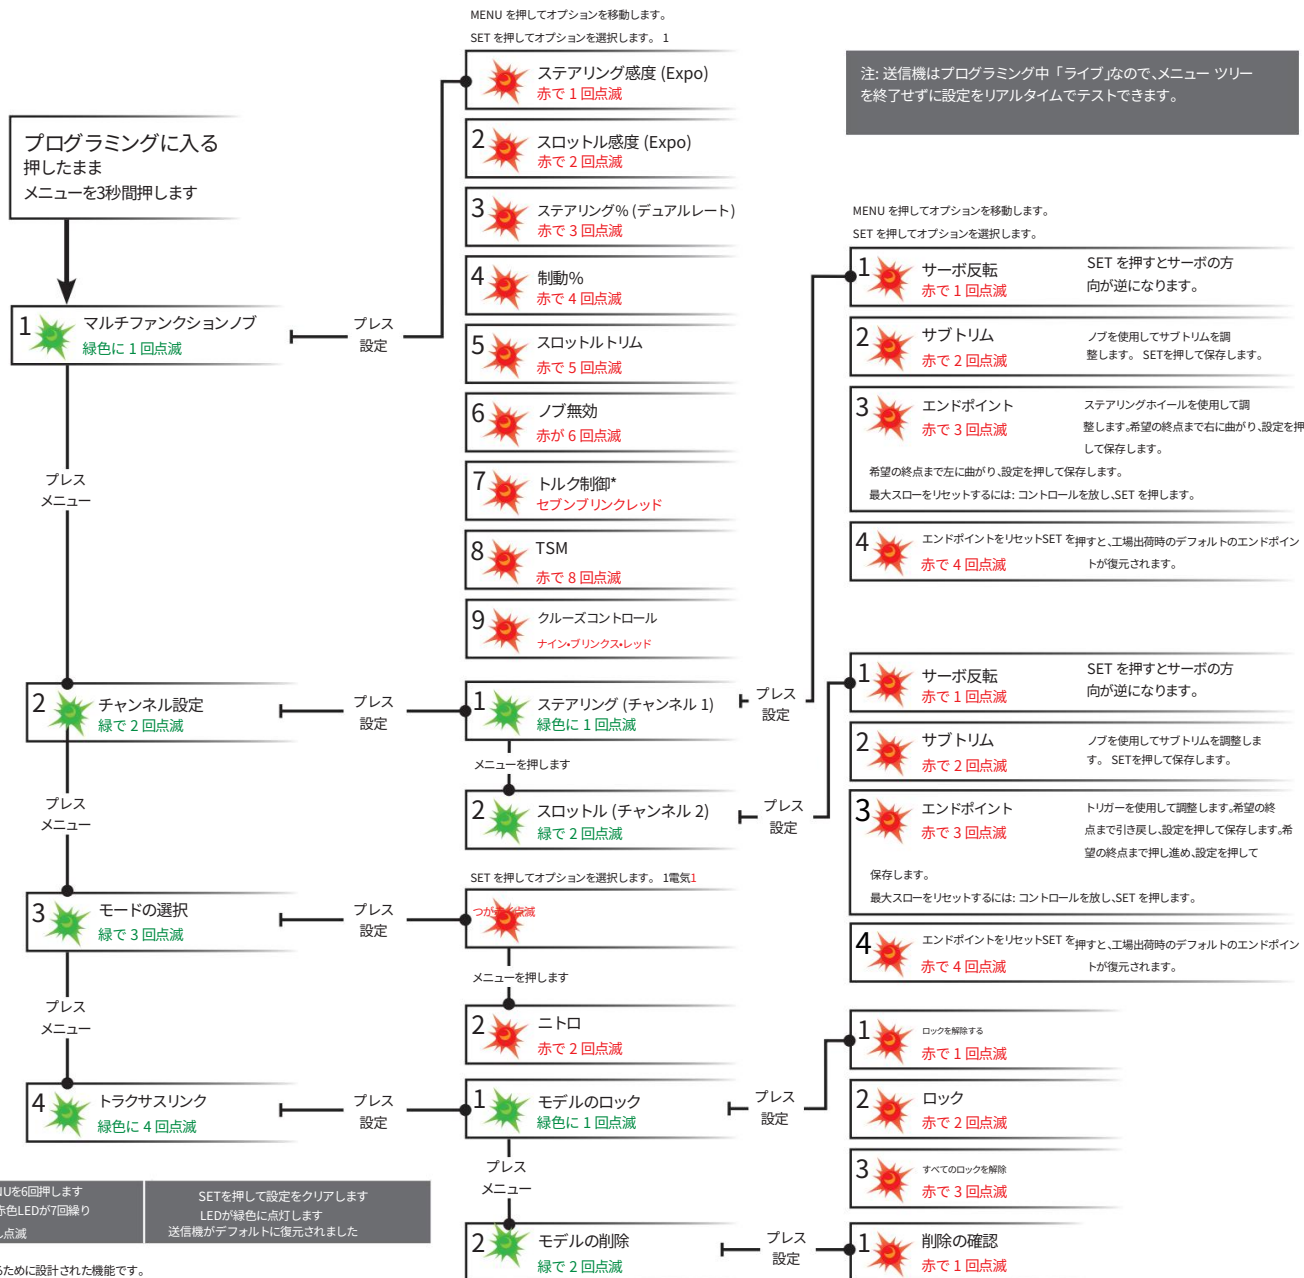 MENU を押してオプションを移動します。
SET を押してオプションを選択します。 1
ステアリング感度 (Expo)
赤で 1 回点滅
2
スロットル感度 (Expo)
赤で 2 回点滅
3
ステアリング% (デュアルレート)
赤で 3 回点滅
4
制動%
赤で 4 回点滅
5
スロットルトリム
赤で 5 回点滅
6
ノブ無効
赤が 6 回点滅
7
トルク制御*
セブンブリンクレッド
8
TSM
赤で 8 回点滅
9
クルーズコントロール
ナイン•ブリンクス•レッド
注: 送信機はプログラミング中「ライブ」なので、メニュー ツリー
を終了せずに設定をリアルタイムでテストできます。
プログラミングに入る
押したまま
メニューを3秒間押します
1
マルチファンクションノブ
緑色に 1 回点滅
プレス
設定
プレス
メニュー
2
チャンネル設定
緑で 2 回点滅
プレス
設定
1
ステアリング (チャンネル 1)
緑色に 1 回点滅
プレス
設定
メニューを押します
2
スロットル (チャンネル 2)
緑で 2 回点滅
プレス
設定
MENU を押してオプションを移動します。
SET を押してオプションを選択します。
1
サーボ反転
赤で 1 回点滅
SET を押すとサーボの方
向が逆になります。
2
サブトリム
赤で 2 回点滅
ノブを使用してサブトリムを調
整します。 SETを押して保存します。
3
エンドポイント
赤で 3 回点滅
ステアリングホイールを使用して調
整します。希望の終点まで右に曲がり、設定を押
して保存します。
希望の終点まで左に曲がり、設定を押して保存します。
最大スローをリセットするには: コントロールを放し、SET を押します。
4
エンドポイントをリセットSET を押すと、工場出荷時のデフォルトのエンドポイン
赤で 4 回点滅
トが復元されます。
1
サーボ反転
赤で 1 回点滅
SET を押すとサーボの方
向が逆になります。
2
サブトリム
赤で 2 回点滅
ノブを使用してサブトリムを調整しま
す。 SETを押して保存します。
3
エンドポイント
赤で 3 回点滅
トリガーを使用して調整します。希望の終
点まで引き戻し、設定を押して保存します。希
望の終点まで押し進め、設定を押して
保存します。
最大スローをリセットするには: コントロールを放し、SET を押します。
4
エンドポイントをリセットSET を押すと、工場出荷時のデフォルトのエンドポイン
赤で 4 回点滅
トが復元されます。
プレス
メニュー
3
モードの選択
緑で 3 回点滅
プレス
設定
SET を押してオプションを選択します。 1電気1
点滅
メニューを押します
2
ニトロ
赤で 2 回点滅
プレス
メニュー
4
トラクサスリンク
緑色に 4 回点滅
プレス
設定
1
モデルのロック
緑色に 1 回点滅
プレス
設定
1
ロックを解除する
赤で 1 回点滅
2
ロック
赤で 2 回点滅
3
すべてのロックを解除
赤で 3 回点滅
プレス
メニュー
2
モデルの削除
緑で 2 回点滅
プレス
設定
1
削除の確認
赤で 1 回点滅
Uを6回押します
赤色LEDが7回繰り
し点滅
SETを押して設定をクリアします
LEDが緑色に点灯します
送信機がデフォルトに復元されました
るために設計された機能です。